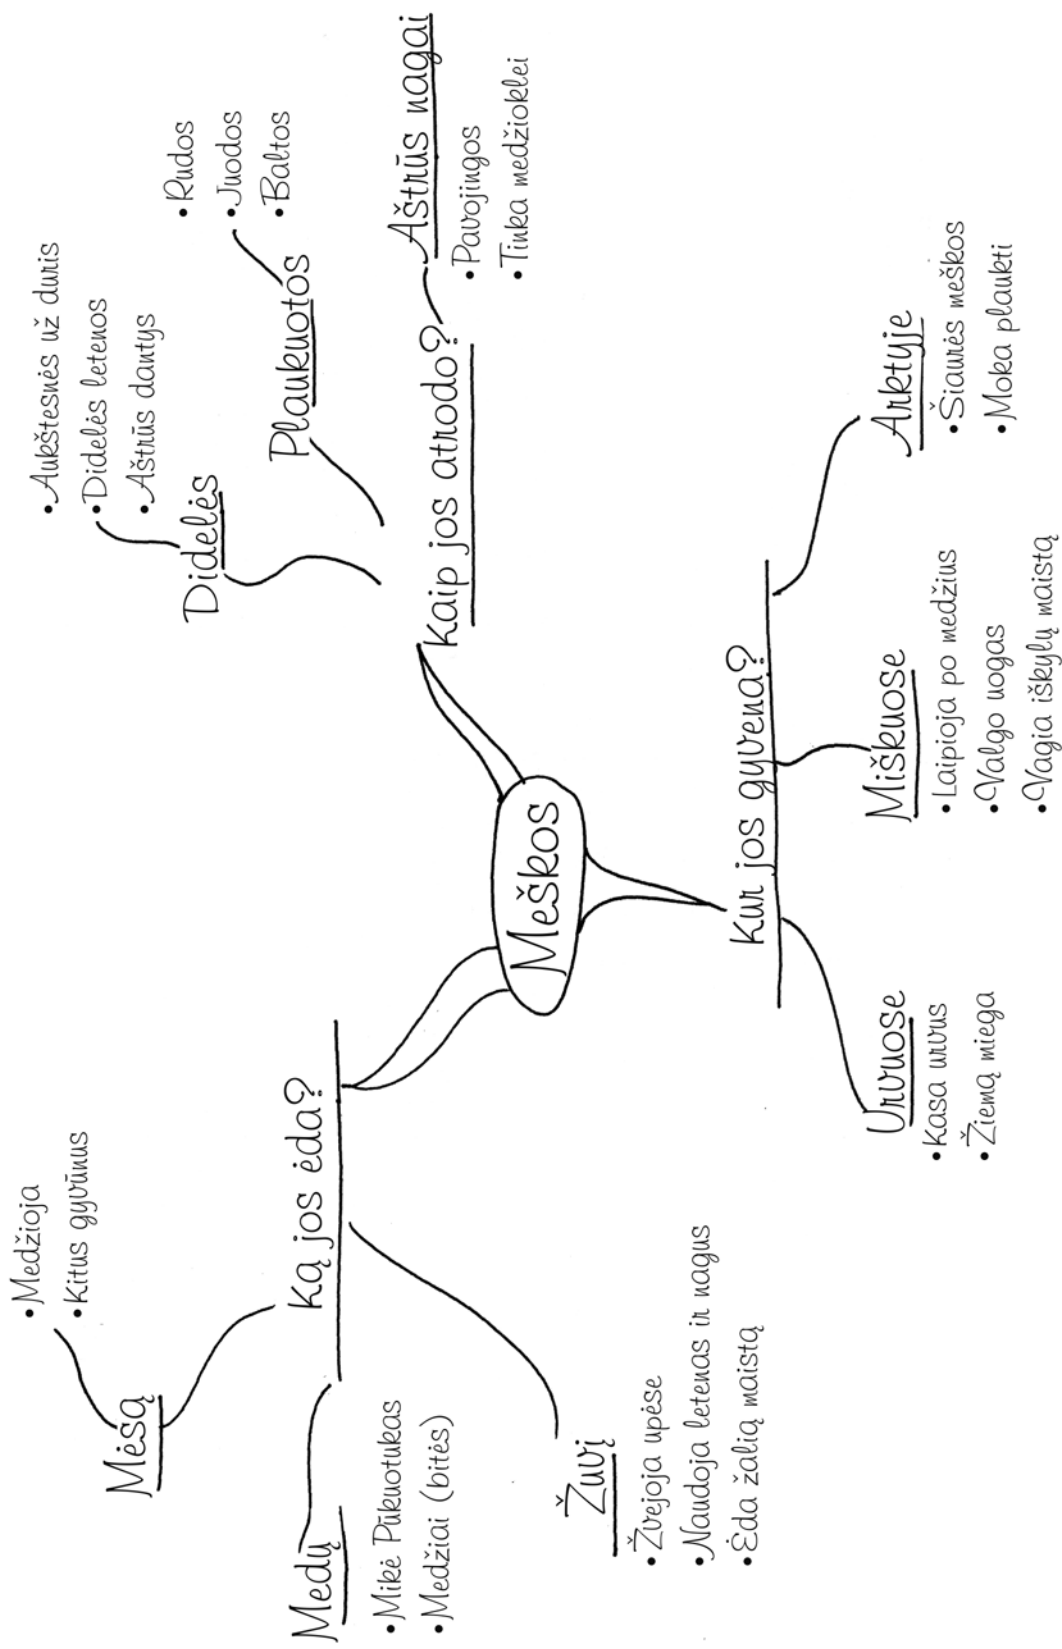 Meškos
Ką jos ėda?
Mėsą
•Medžioja
•Kitus gyvūnus
Medų
•Mikė Pūkuotukas
•Medžiai (bitės)
Žuvį
•Žvejoja upėse
•Naudoja letenas ir nagus
•Ėda žalią maistą
Kaip jos atrodo?
Didelės
•Aukštesnės už duris
•Didelės letenos
•Aštrūs dantys
Plaukuotos
•Rudos
•Juodos
•Baltos
Aštrūs nagai
•Pavojingos
•Tinka medžioklei
Kur jos gyvena?
Urvuose
•Kasa urvus
•Žiemą miega
Miškuose
•Laipioja po medžius
•Valgo uogas
•Vagia iškylų maistą
Arktyje
•Šiaurės meškos
•Moka plaukti